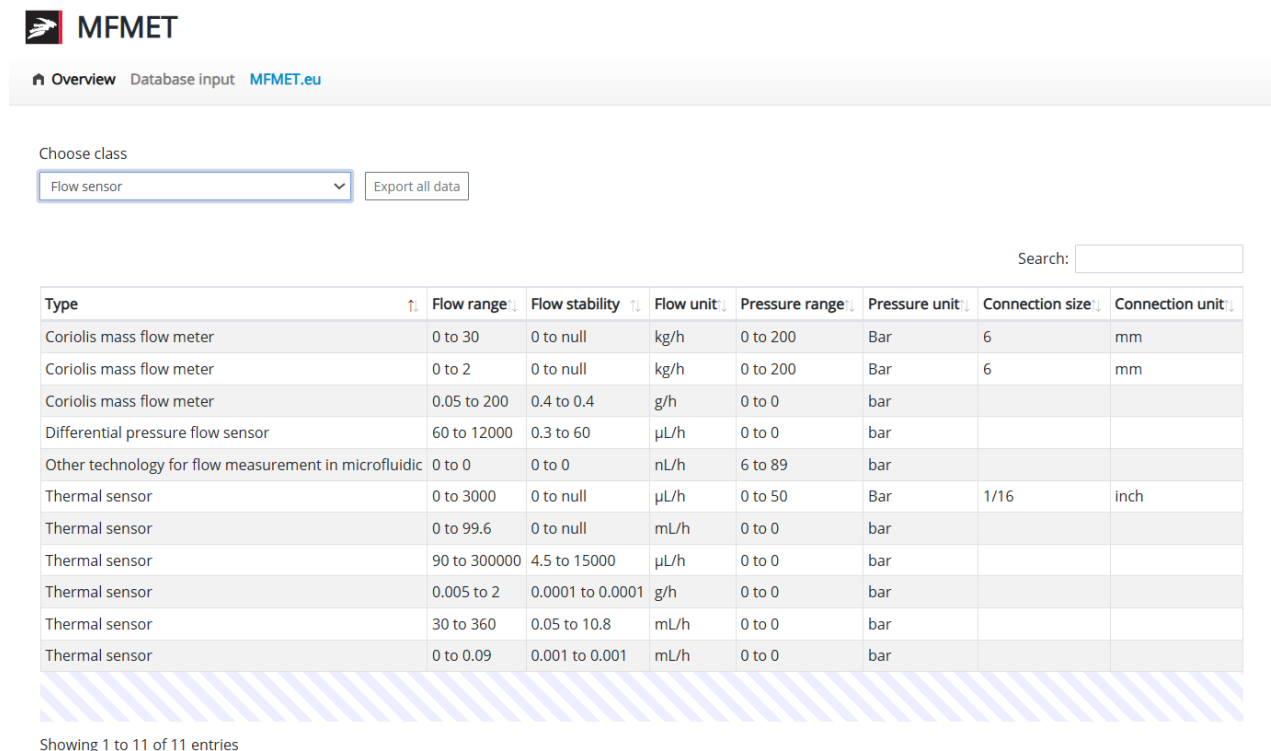 MFMET
Overview Database input MFMET.eu
Choose class
Flow sensor Export all data
Search:
Type Flow range Flow stability Flow unit Pressure range Pressure unit Connection size Connection unit
Coriolis mass flow meter 0 to 30 0 to null kg/h 0 to 200 Bar 6 mm
Coriolis mass flow meter 0 to 2 0 to null kg/h 0 to 200 Bar 6 mm
Coriolis mass flow meter 0.05 to 200 0.4 to 0.4 g/h 0 to 0 bar
Differential pressure flow sensor 60 to 12000 0.3 to 60 µL/h 0 to 0 bar
Other technology for flow measurement in microfluidic 0 to 0 0 to 0 nL/h 6 to 89 bar
Thermal sensor 0 to 3000 0 to null µL/h 0 to 50 Bar 1/16 inch
Thermal sensor 0 to 99.6 0 to null mL/h 0 to 0 bar
Thermal sensor 90 to 300000 4.5 to 15000 µL/h 0 to 0 bar
Thermal sensor 0.005 to 2 0.0001 to 0.0001 g/h 0 to 0 bar
Thermal sensor 30 to 360 0.05 to 10.8 mL/h 0 to 0 bar
Thermal sensor 0 to 0.09 0.001 to 0.001 mL/h 0 to 0 bar
Showing 1 to 11 of 11 entries